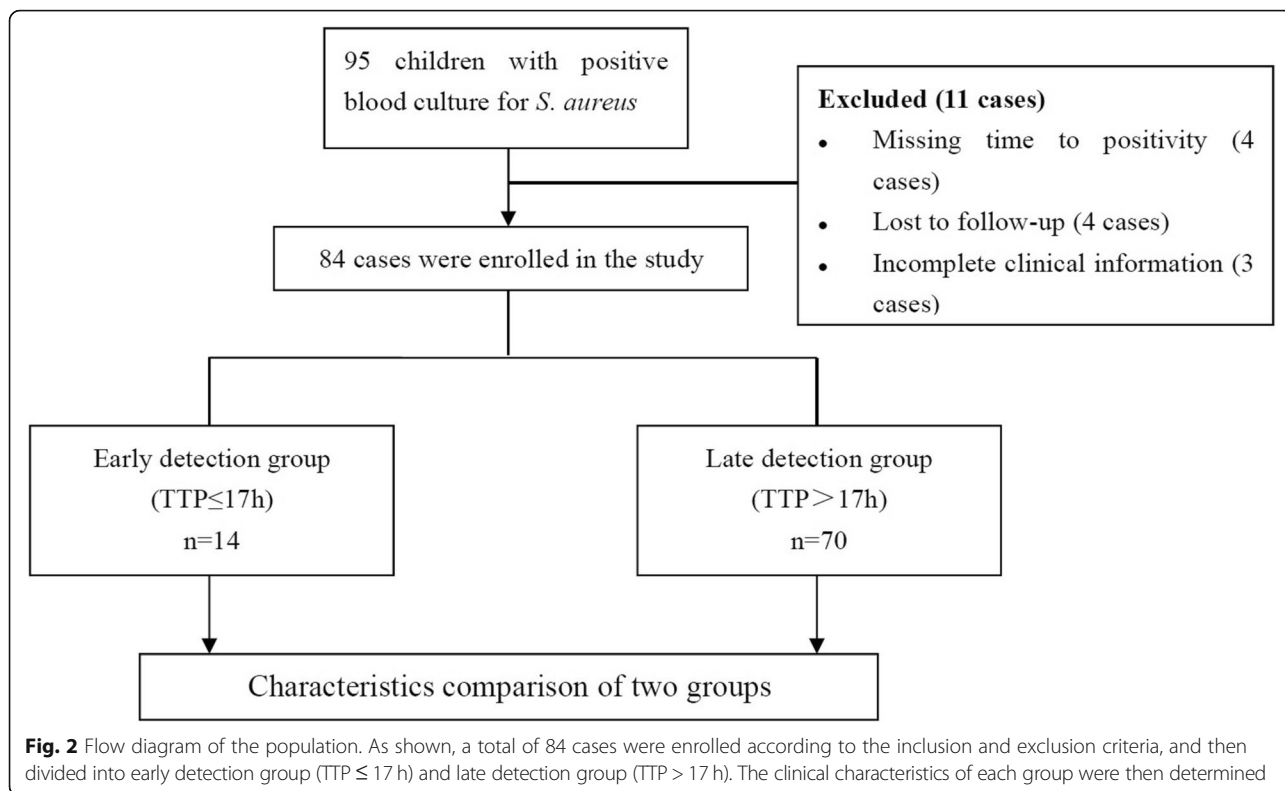 95 children with positive
blood culture for S. aureus
Excluded (11 cases)
• Missing time to positivity (4
cases)
• Lost to follow-up (4 cases)
• Incomplete clinical information (3
cases)
84 cases were enrolled in the study
Early detection group
(TTP≤17h)
n=14
Late detection group
(TTP＞17h)
n=70
Characteristics comparison of two groups
Fig. 2 Flow diagram of the population. As shown, a total of 84 cases were enrolled according to the inclusion and exclusion criteria, and then
divided into early detection group (TTP ≤ 17 h) and late detection group (TTP > 17 h). The clinical characteristics of each group were then determined